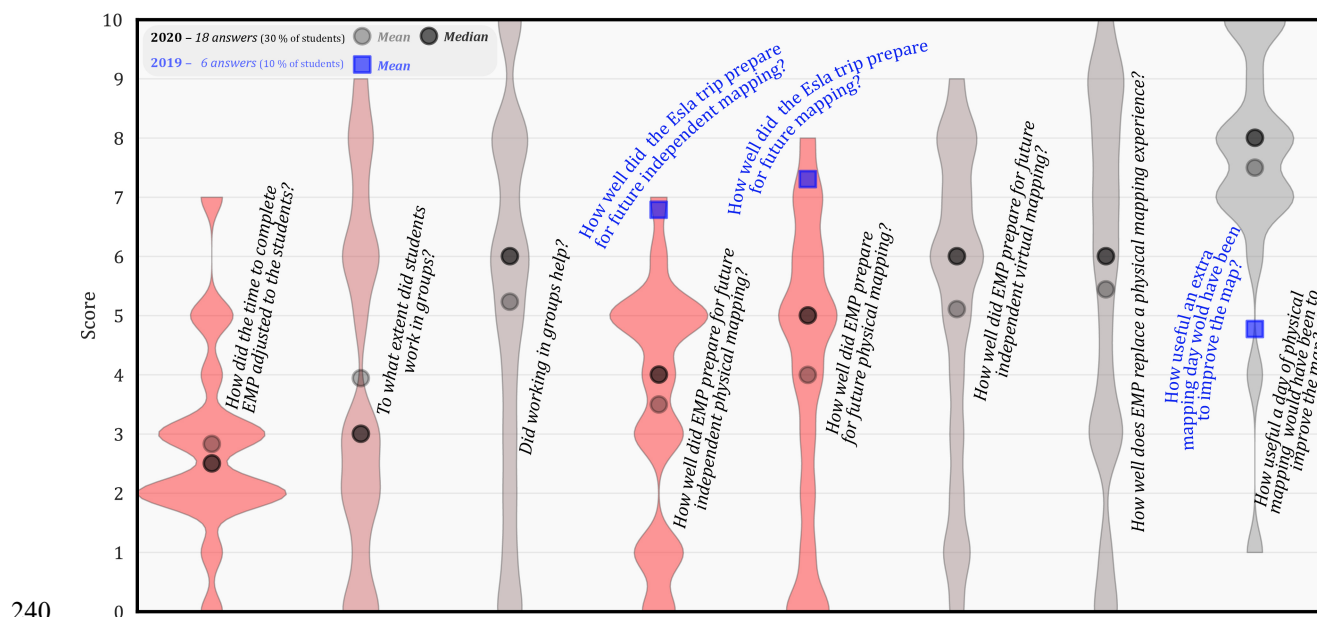 10
9
8
7
6
5
4
3
2
1
0
Score
240
2020 – 18 answers (30 % of students) Mean Median
2019 – 6 answers (10 % of students) Mean
How did the time to complete
EMP adjusted to the students?
To what extent did students
work in groups?
Did working in groups help?
How well did the Esla trip prepare
for future independent mapping?
How well did EMP prepare for future
independent physical mapping?
How well did the Esla trip prepare
for future mapping?
How well did EMP prepare
for future physical mapping?
How well did EMP prepare for future
independent virtual mapping?
How well does EMP replace a physical mapping experience?
How useful an extra
mapping day wold have been
to improve the map?
How useful a day of physical
mapping would have been to
improve the map?